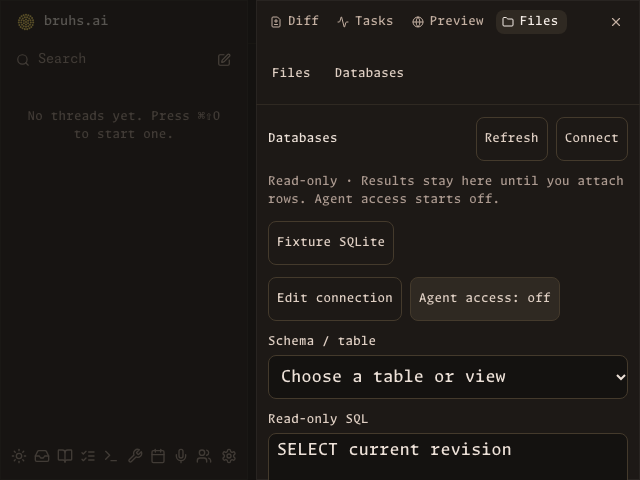 bruhs.ai
Search
No threads yet. Press ⌘⇧O
to start one.
Diff
Tasks
Preview
Files
Files
Databases
Databases
Refresh
Connect
Read-only · Results stay here until you attach
rows. Agent access starts off.
Fixture SQLite
Edit connection
Agent access: off
Schema / table
Choose a table or view
Read-only SQL
SELECT current revision